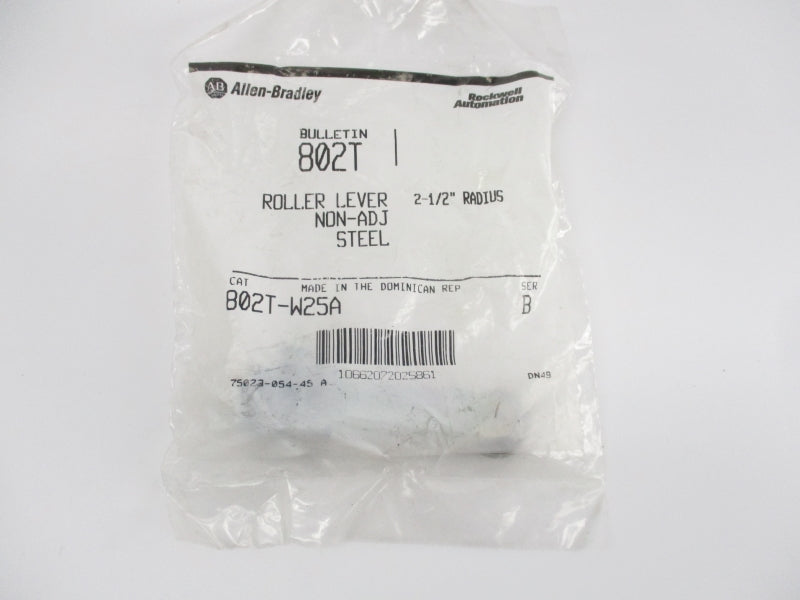 AB Allen-Bradley
Rockwell Automation
BULLETIN
802T
ROLLER LEVER 2-1/2" RADIUS
NON-ADJ
STEEL
MADE IN THE DOMINICAN REP
CAT SER
802T-W25A B
10662072025861
75023-054-45 A DN49